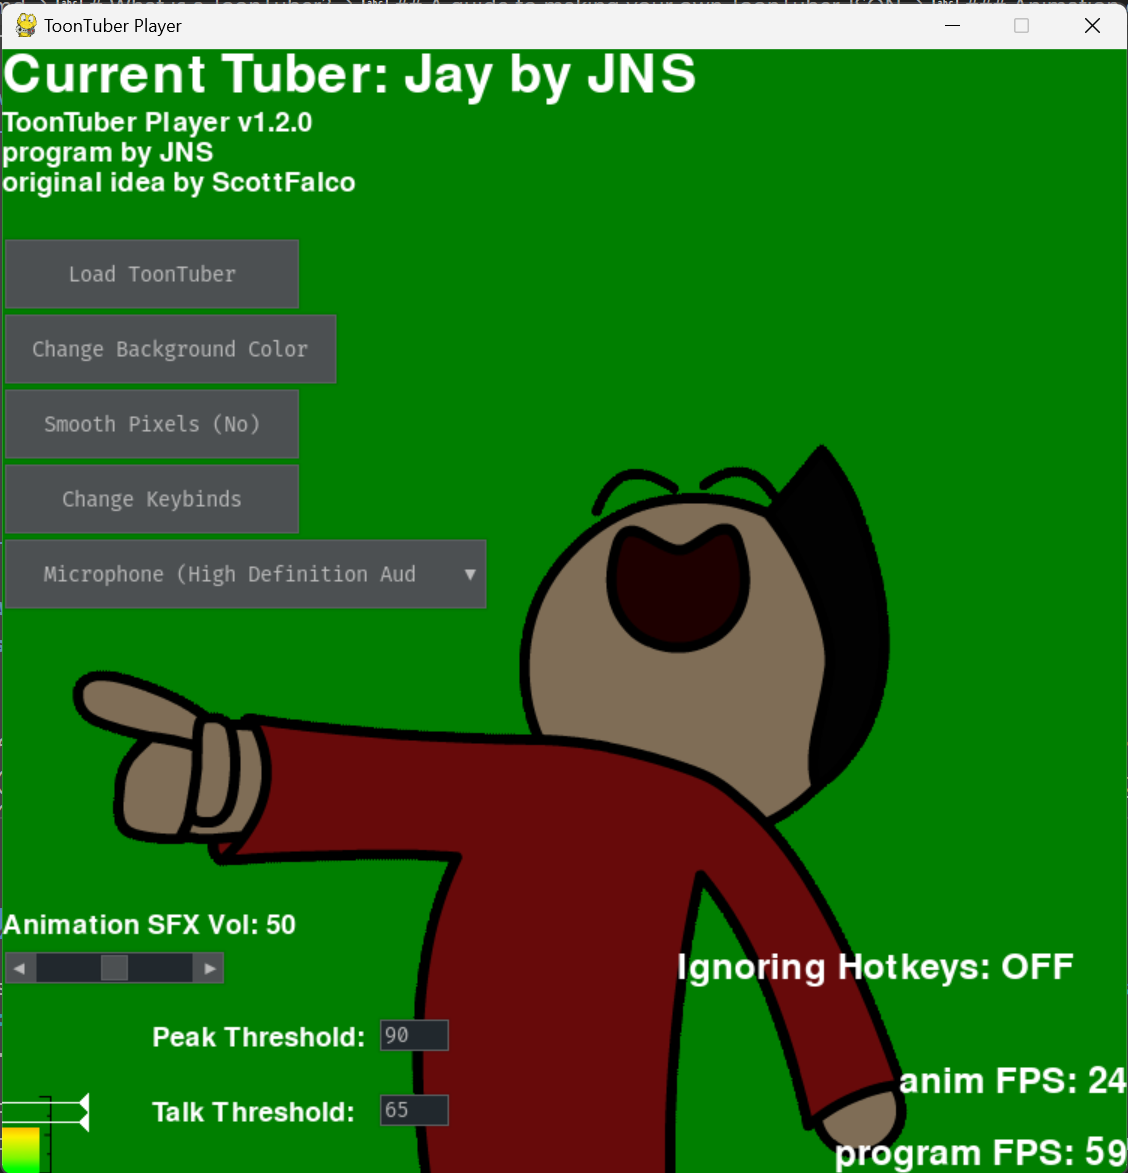 ToonTuber Player
Current Tuber: Jay by JNS
ToonTuber Player v1.2.0
program by JNS
original idea by ScottFalco
Load ToonTuber
Change Background Color
Smooth Pixels (No)
Change Keybinds
Microphone (High Definition Aud
Animation SFX Vol: 50
Ignoring Hotkeys: OFF
Peak Threshold: 90
anim FPS: 24
Talk Threshold: 65
program FPS: 59